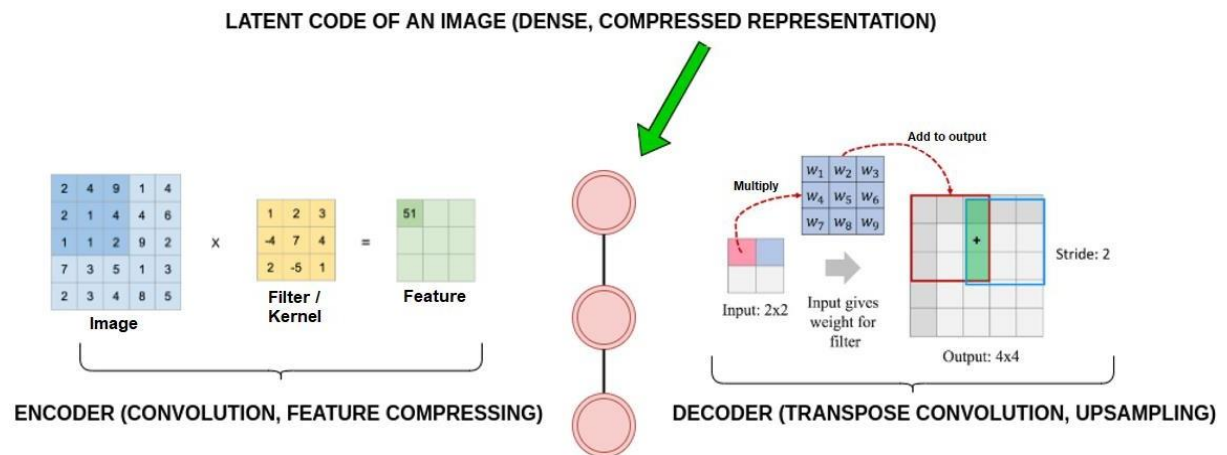 LATENT CODE OF AN IMAGE (DENSE, COMPRESSED REPRESENTATION)
2 4 9 1 4
2 1 4 4 6
1 1 2 9 2
7 3 5 1 3
2 3 4 8 5
Image
x
1 2 3
-4 7 4
2 -5 1
Filter /
Kernel
=
51
Feature
ENCODER (CONVOLUTION, FEATURE COMPRESSING)
Add to output
Multiply
w1 w2 w3
w4 w5 w6
w7 w8 w9
+
Stride: 2
Input: 2x2
Input gives
weight for
filter
Output: 4x4
DECODER (TRANSPOSE CONVOLUTION, UPSAMPLING)